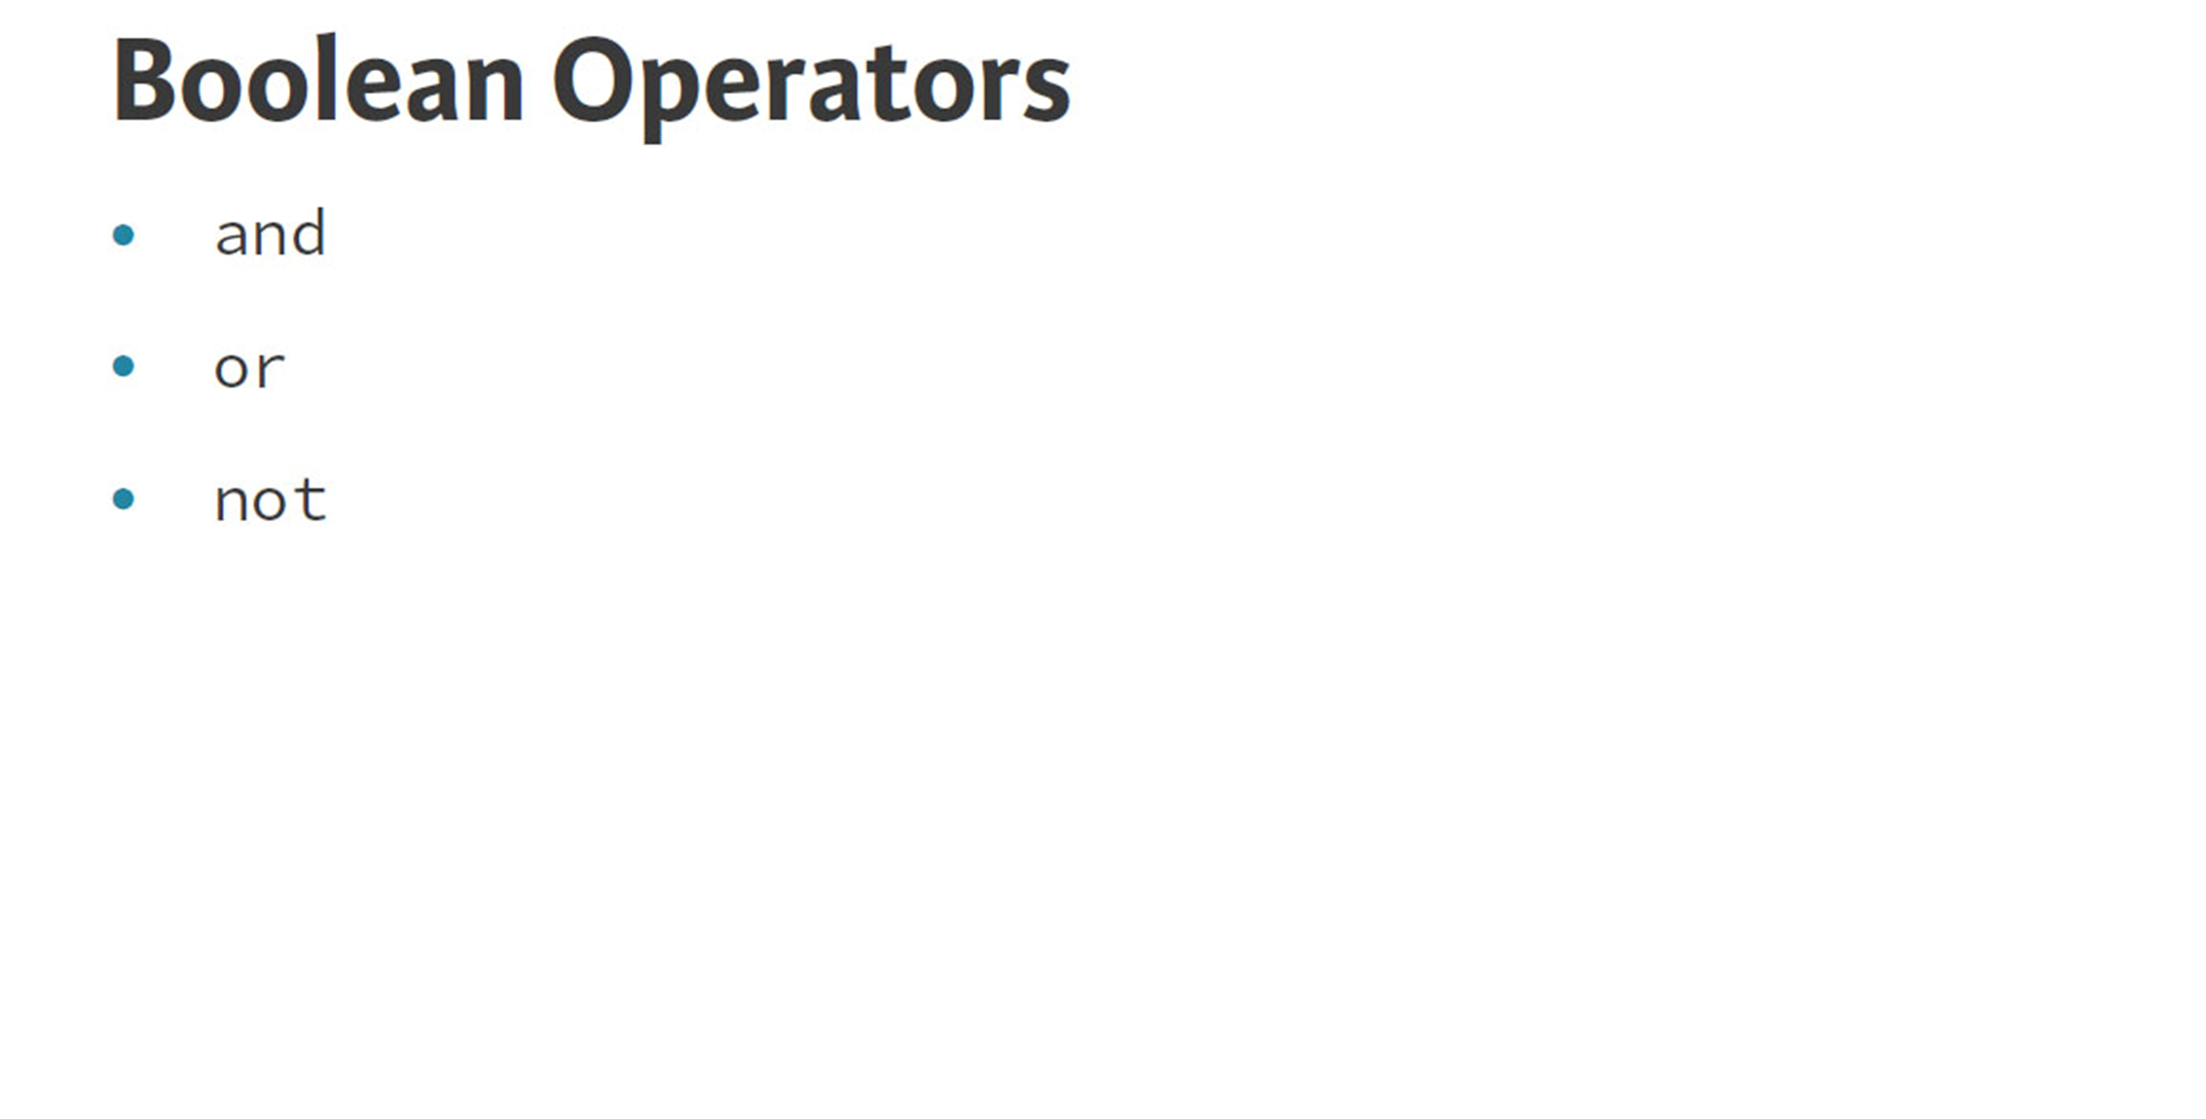 Boolean Operators
• and
• or
• not